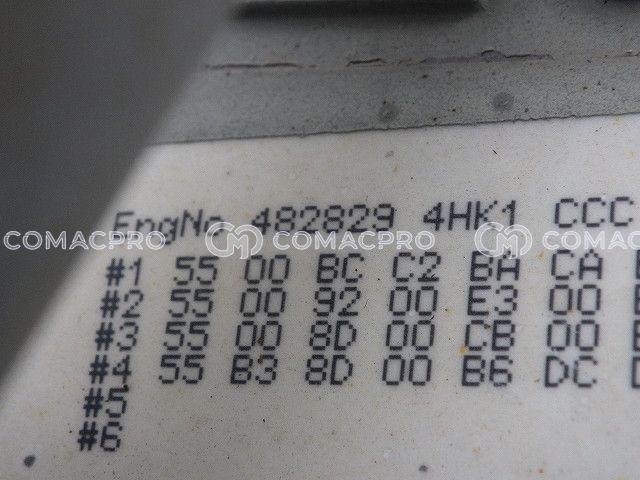 EngNo. 482829 4HK1 CCC
COMACPRO COMACPRO COMACPRO
#1 55 00 BC C2 BA CA
#2 55 00 92 00 E3 00
#3 55 00 8D 00 CB 00
#4 55 B3 8D 00 B6 DC
#5
#6